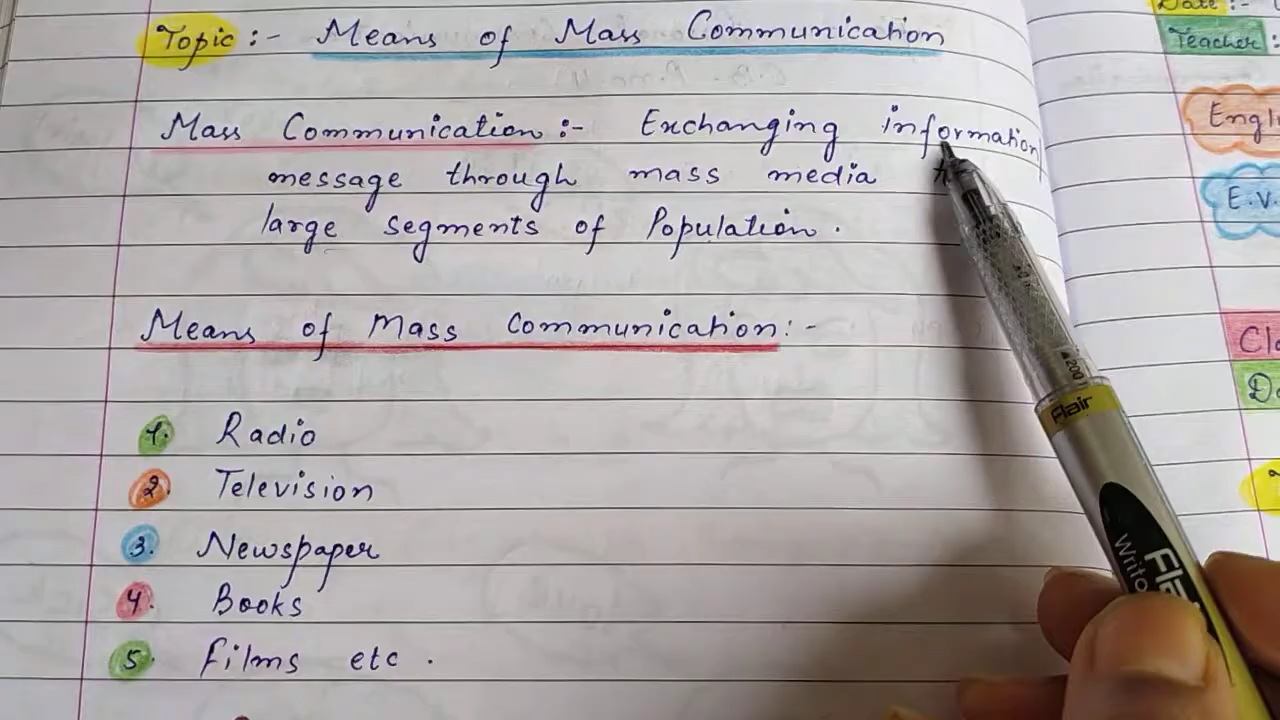 Topic :- Means of Mass Communication
Mass Communication :- Exchanging information/
message through mass media
large segments of Population.
Means of Mass Communication :-
1. Radio
2. Television
3. Newspaper
4. Books
5. Films etc.
Date :-
Teacher :
E.V.
Flair